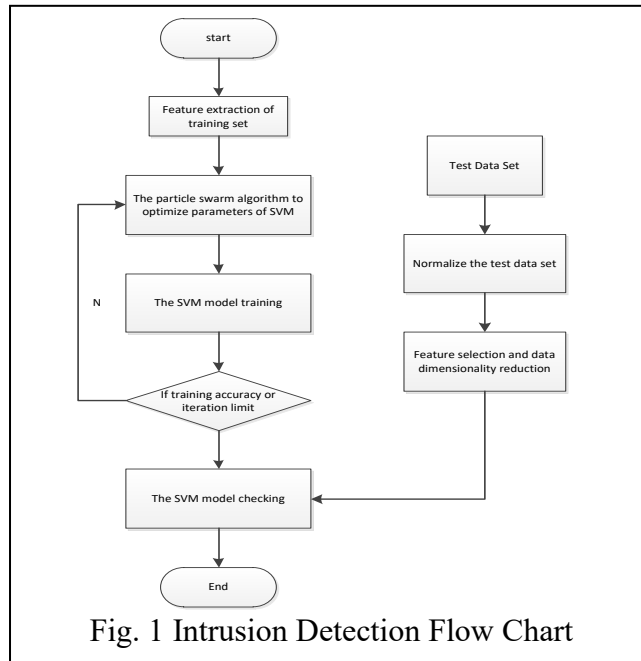 start
Feature extraction of
training set
The particle swarm algorithm to
optimize parameters of SVM
N
The SVM model training
If training accuracy or
iteration limit
The SVM model checking
End
Test Data Set
Normalize the test data set
Feature selection and data
dimensionality reduction
Fig. 1 Intrusion Detection Flow Chart